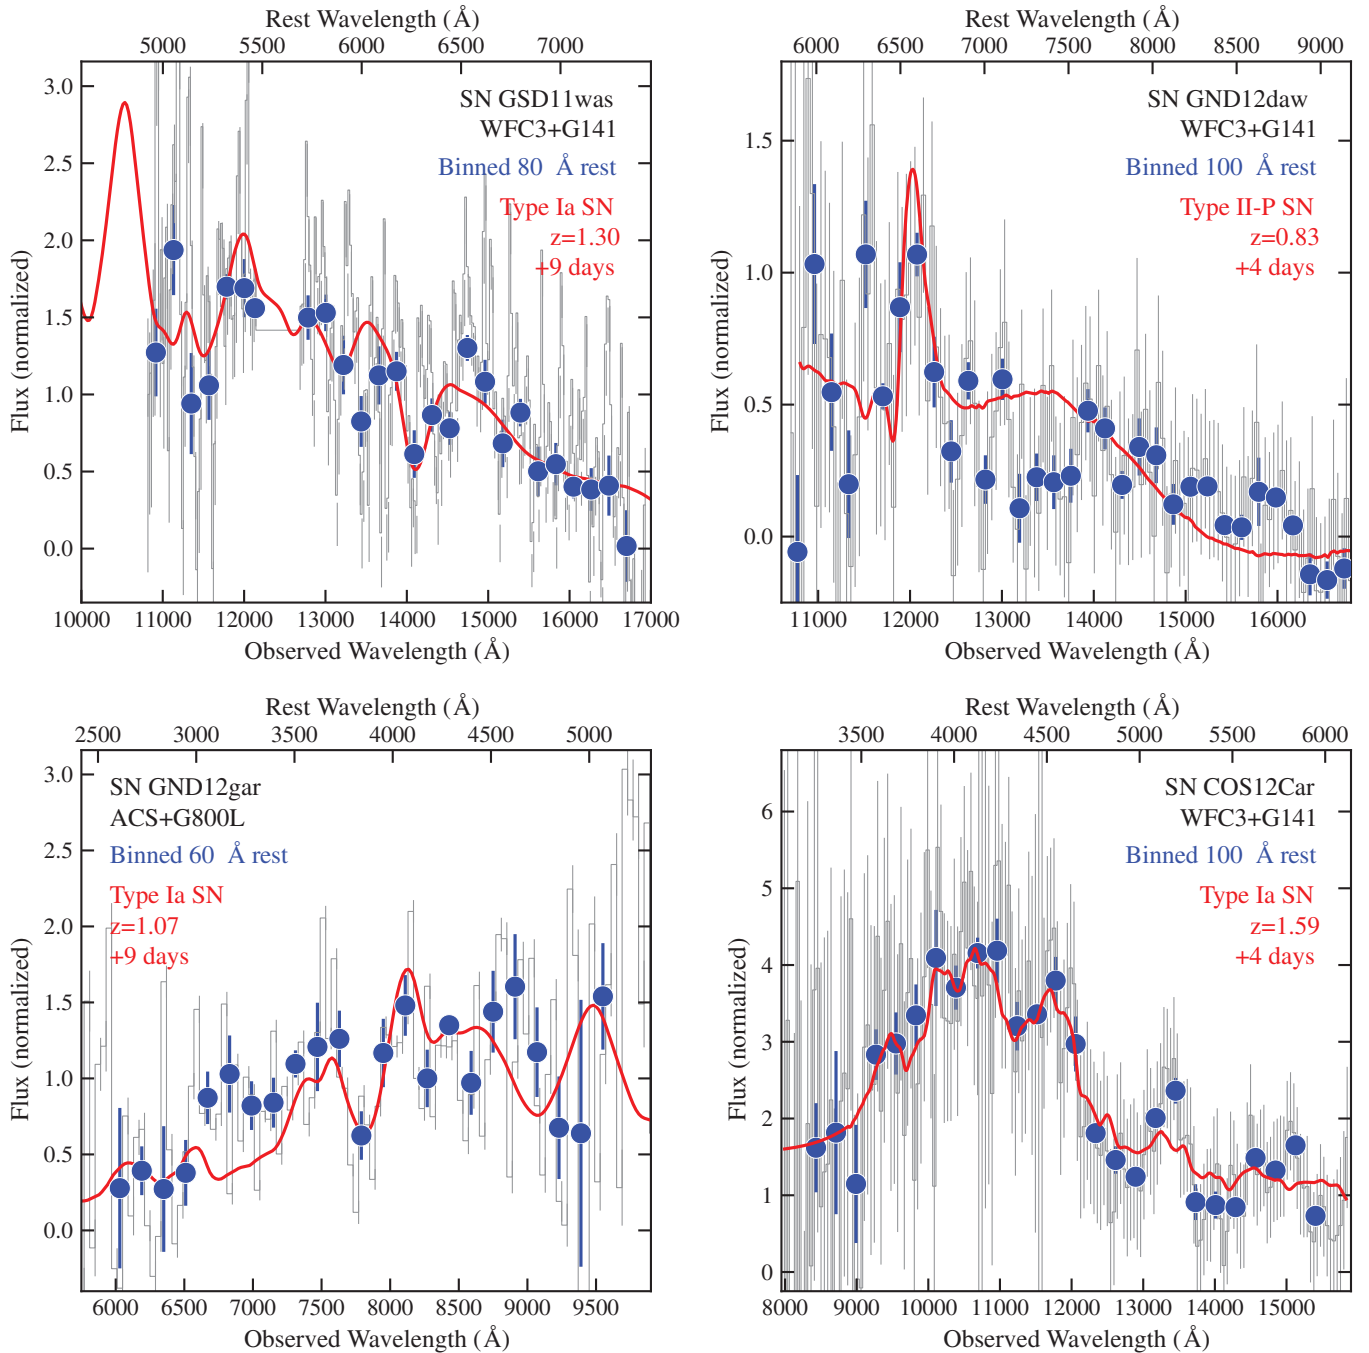 Rest Wavelength (Å)
5000 5500 6000 6500 7000
SN GSD11was
WFC3+G141
Binned 80 Å rest
Type Ia SN
z=1.30
+9 days
Flux (normalized)
3.0
2.5
2.0
1.5
1.0
0.5
0.0
10000 11000 12000 13000 14000 15000 16000 17000
Observed Wavelength (Å)
Rest Wavelength (Å)
6000 6500 7000 7500 8000 8500 9000
SN GND12daw
WFC3+G141
Binned 100 Å rest
Type II-P SN
z=0.83
+4 days
Flux (normalized)
1.5
1.0
0.5
0.0
11000 12000 13000 14000 15000 16000
Observed Wavelength (Å)
Rest Wavelength (Å)
2500 3000 3500 4000 4500 5000
SN GND12gar
ACS+G800L
Binned 60 Å rest
Type Ia SN
z=1.07
+9 days
Flux (normalized)
3.0
2.5
2.0
1.5
1.0
0.5
0.0
6000 6500 7000 7500 8000 8500 9000 9500
Observed Wavelength (Å)
Rest Wavelength (Å)
3500 4000 4500 5000 5500 6000
SN COS12Car
WFC3+G141
Binned 100 Å rest
Type Ia SN
z=1.59
+4 days
Flux (normalized)
6
5
4
3
2
1
0
8000 9000 10000 11000 12000 13000 14000 15000
Observed Wavelength (Å)